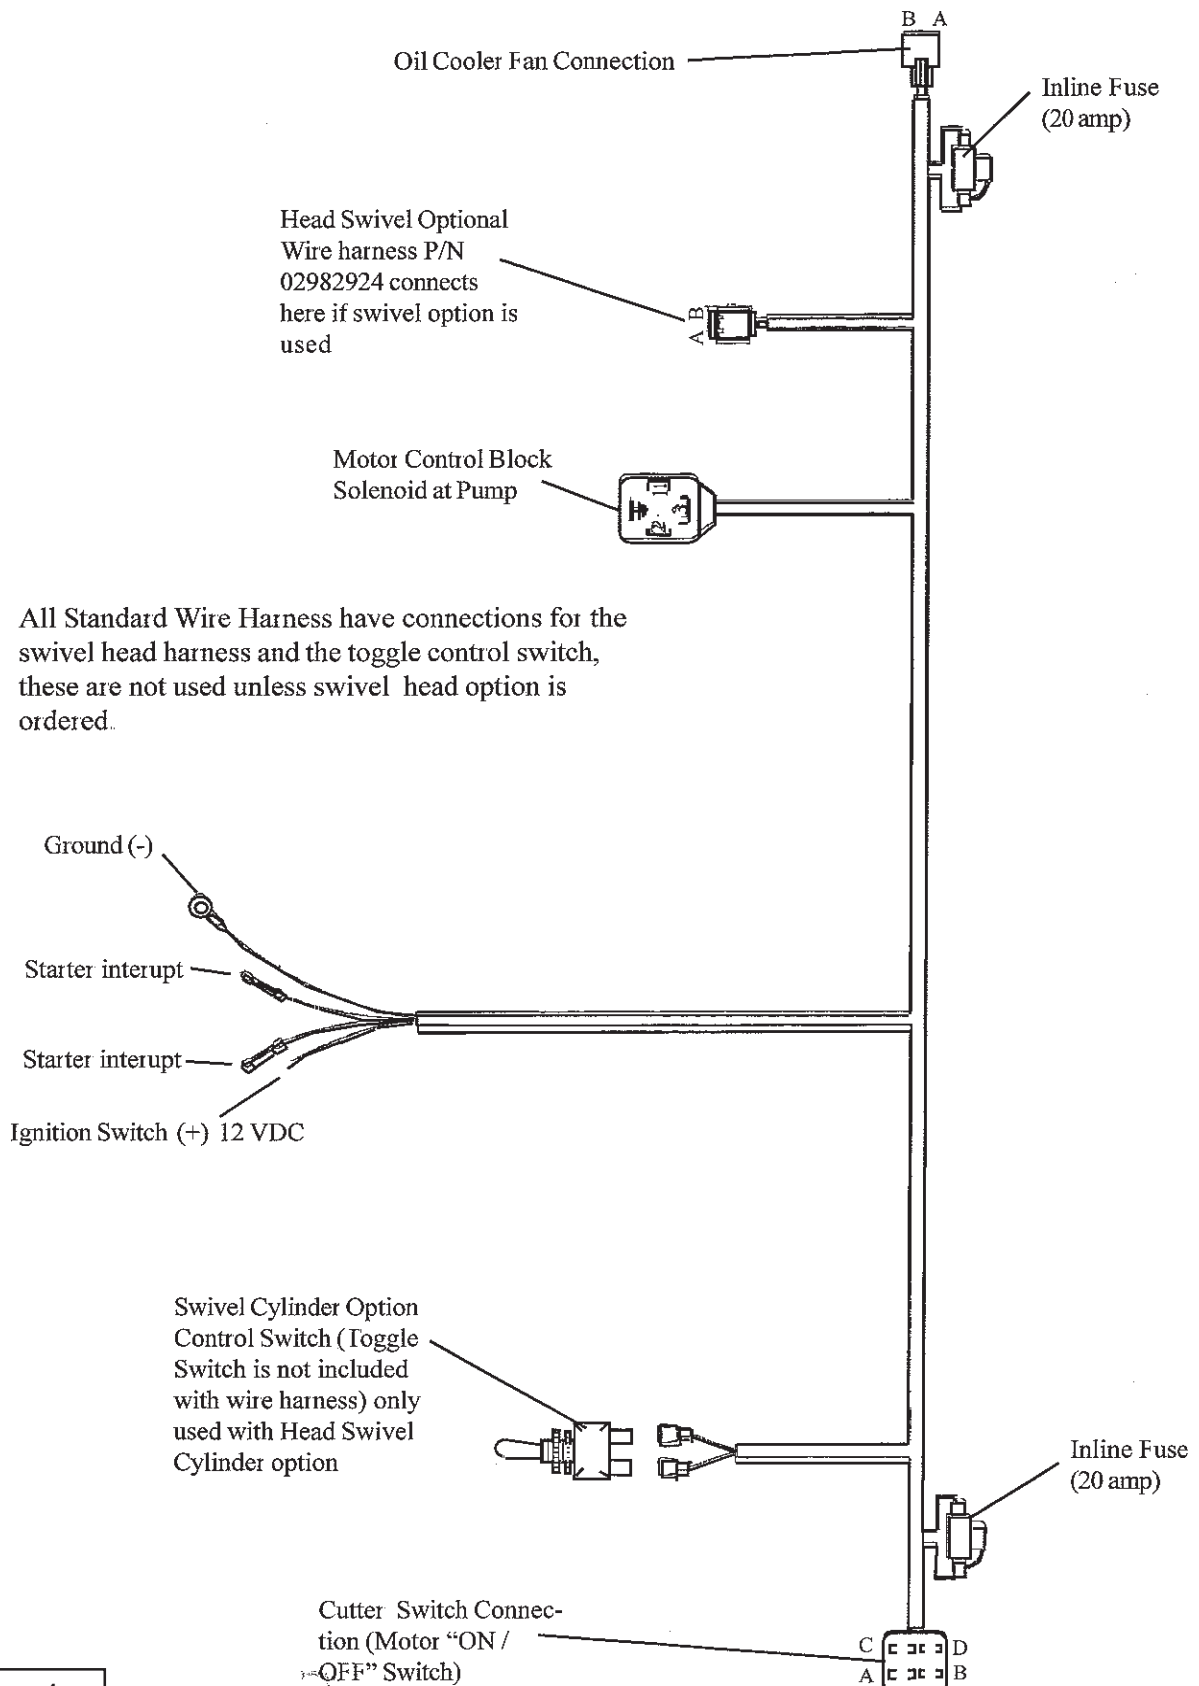 B A
Oil Cooler Fan Connection
Inline Fuse
(20 amp)
Head Swivel Optional
Wire harness P/N
02982924 connects
here if swivel option is
used
B
A
Motor Control Block
Solenoid at Pump
1
2
3
All Standard Wire Harness have connections for the
swivel head harness and the toggle control switch,
these are not used unless swivel head option is
ordered.
Ground (-)
Starter interupt
Starter interupt
Ignition Switch (+) 12 VDC
Swivel Cylinder Option
Control Switch (Toggle
Switch is not included
with wire harness) only
used with Head Swivel
Cylinder option
Inline Fuse
(20 amp)
Cutter Switch Connec-
tion (Motor “ON /
OFF” Switch)
C D
A B